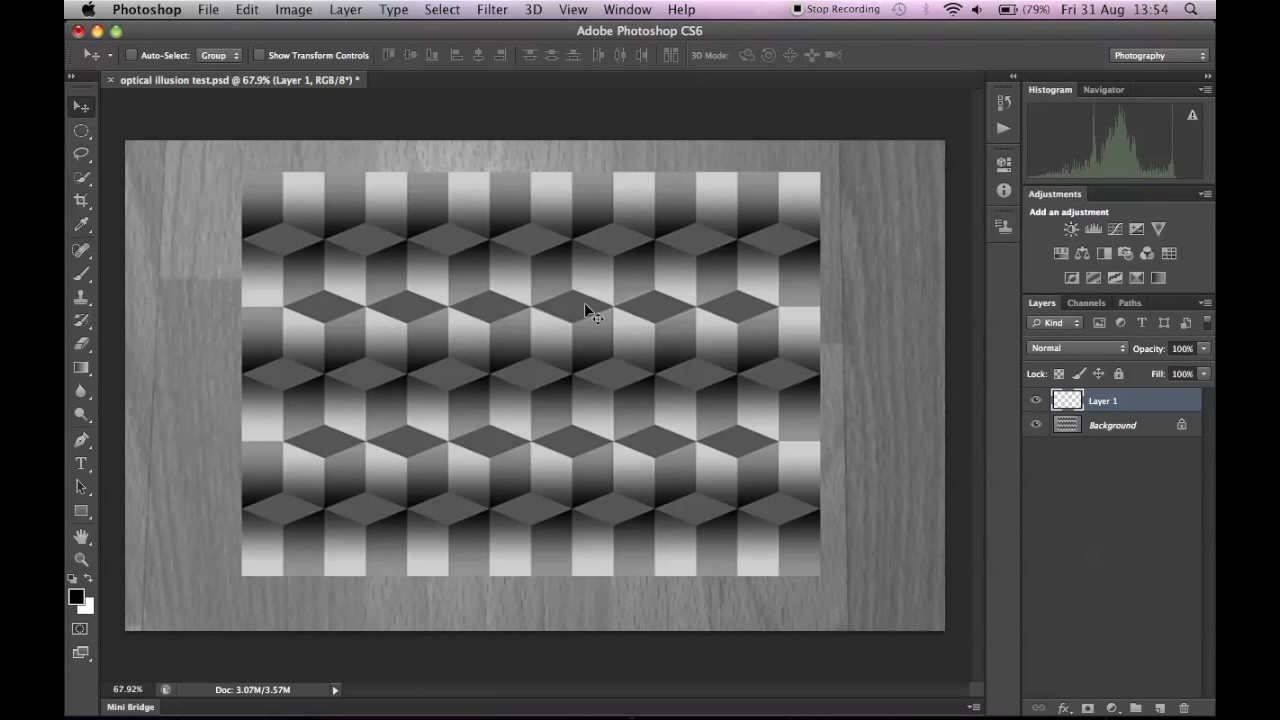 Photoshop File Edit Image Layer Type Select Filter 3D View Window Help Stop Recording (79%) Fri 31 Aug 13:54
Adobe Photoshop CS6
Auto-Select: Group Show Transform Controls 3D Mode: Photography
optical illusion test.psd @ 67.9% (Layer 1, RGB/8*) *
Histogram Navigator
Adjustments
Add an adjustment
Layers Channels Paths
Kind
Normal Opacity: 100%
Lock: Fill: 100%
Layer 1
Background
67.92% Doc: 3.07M/3.57M
Mini Bridge